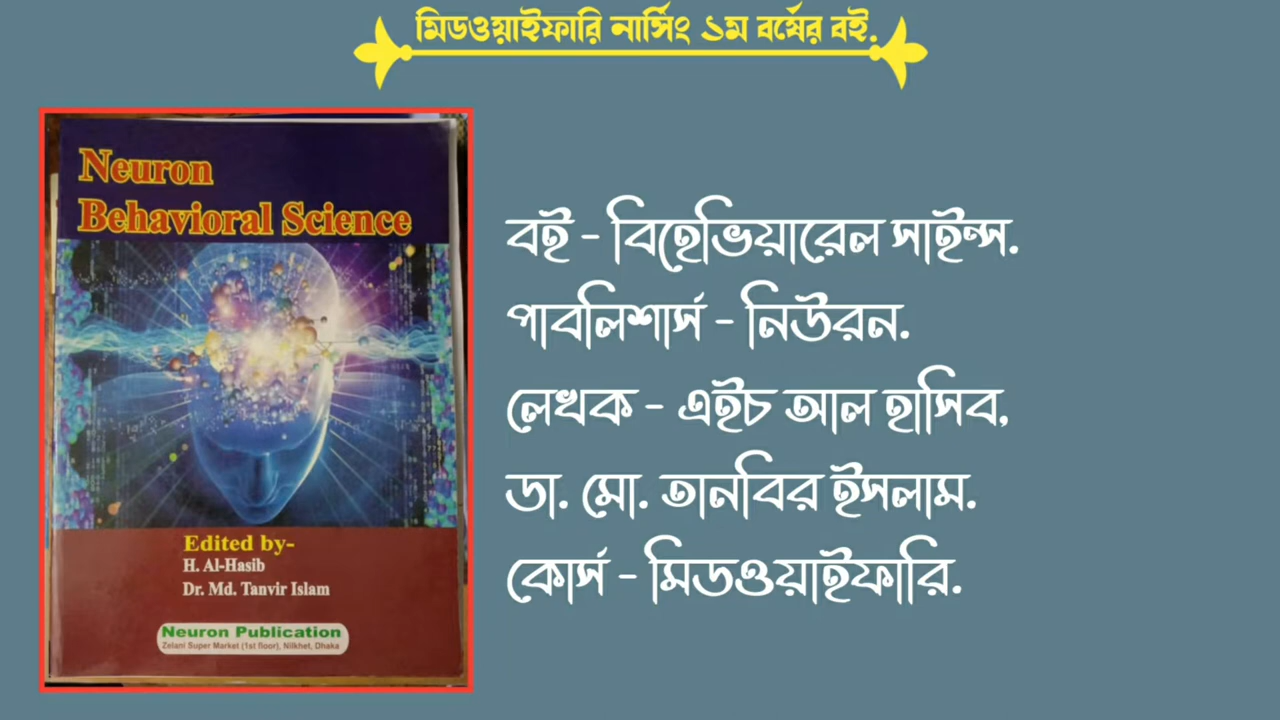 মিডওয়াইফারি নার্সিং ১ম বর্ষের বই.
Neuron
Behavioral Science
Edited by-
H. Al-Hasib
Dr. Md. Tanvir Islam
Neuron Publication
Zelani Super Market (1st floor), Nilkhet, Dhaka
বই - বিহেভিয়ারেল সাইন্স.
পাবলিশার্স - নিউরন.
লেখক - এইচ আল হাসিব,
ডা. মো. তানবির ইসলাম.
কোর্স - মিডওয়াইফারি.